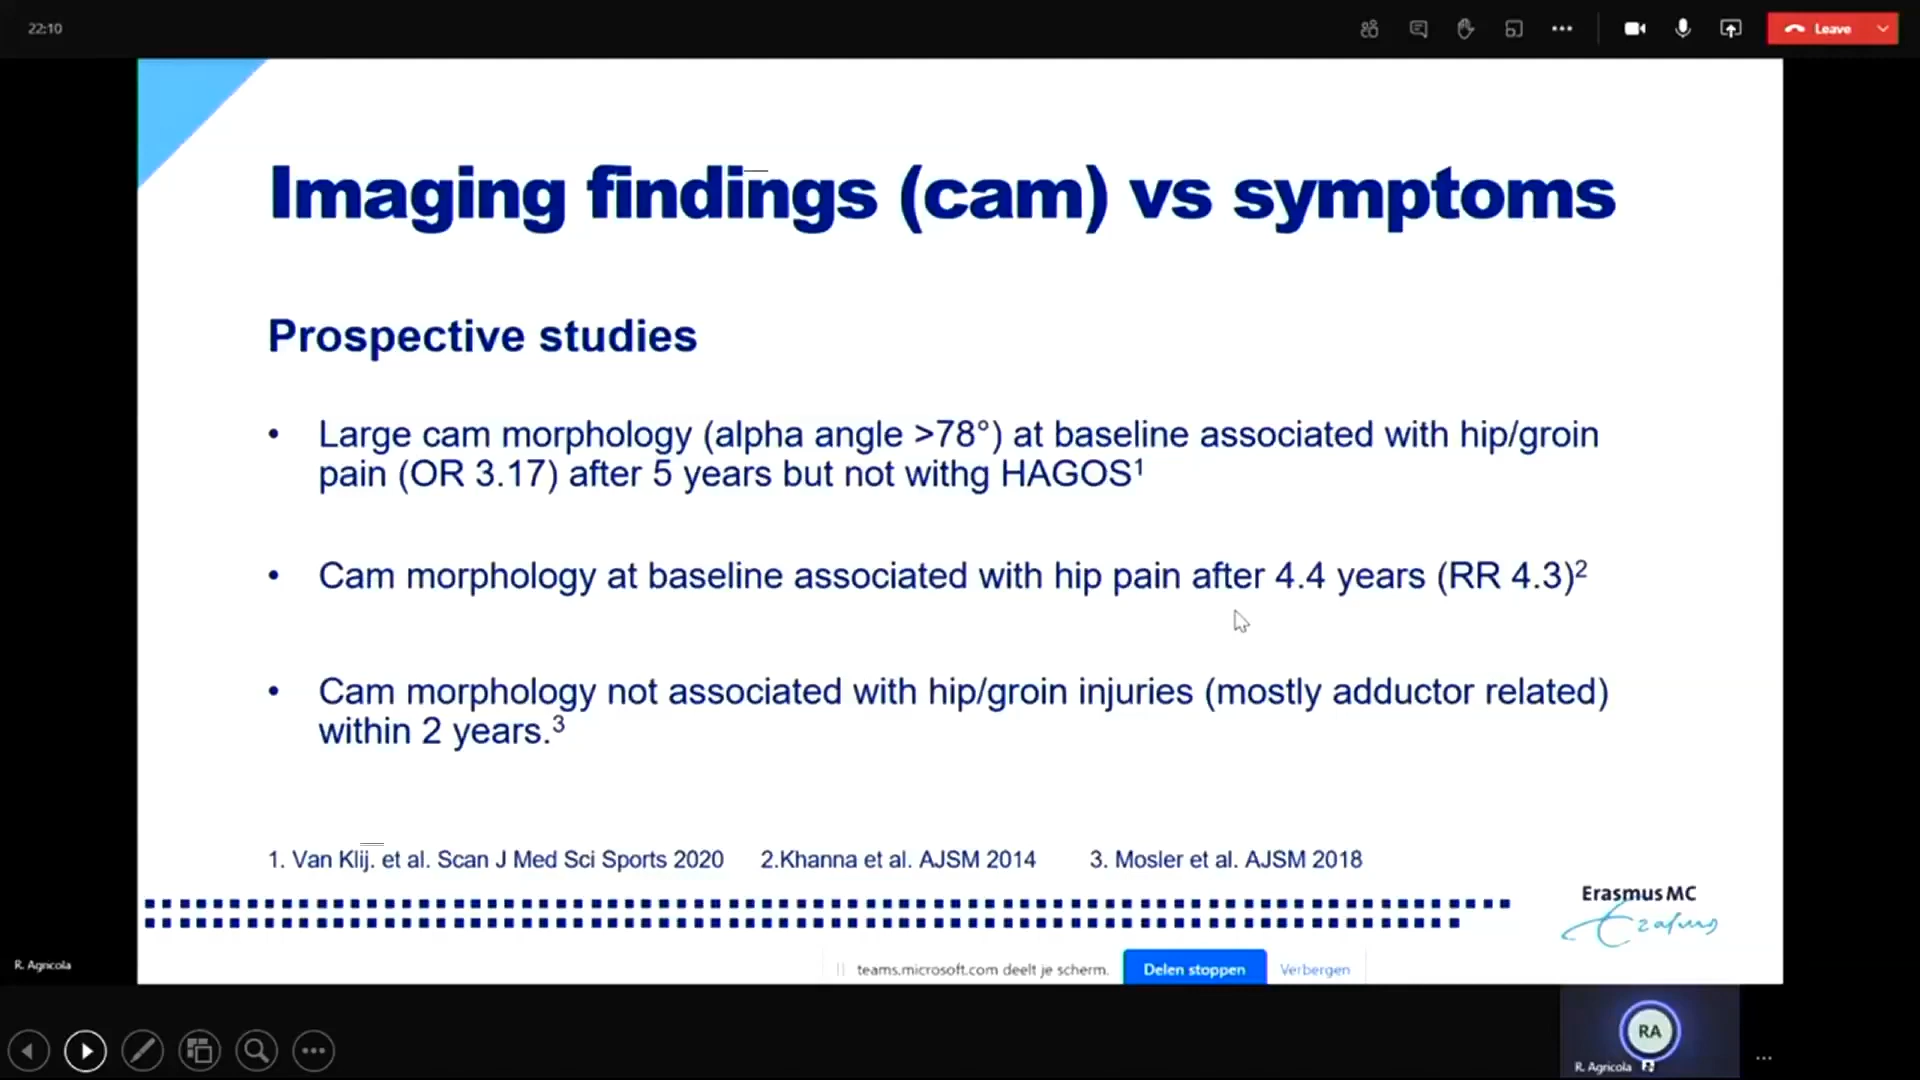 22:10
Leave
Imaging findings (cam) vs symptoms
Prospective studies
• Large cam morphology (alpha angle >78°) at baseline associated with hip/groin
pain (OR 3.17) after 5 years but not withg HAGOS¹
• Cam morphology at baseline associated with hip pain after 4.4 years (RR 4.3)²
• Cam morphology not associated with hip/groin injuries (mostly adductor related)
within 2 years.³
1. Van Klij. et al. Scan J Med Sci Sports 2020 2.Khanna et al. AJSM 2014 3. Mosler et al. AJSM 2018
Erasmus MC
Erasmus
R. Agricola
teams.microsoft.com deelt je scherm. Delen stoppen Verbergen
RA
R. Agricola